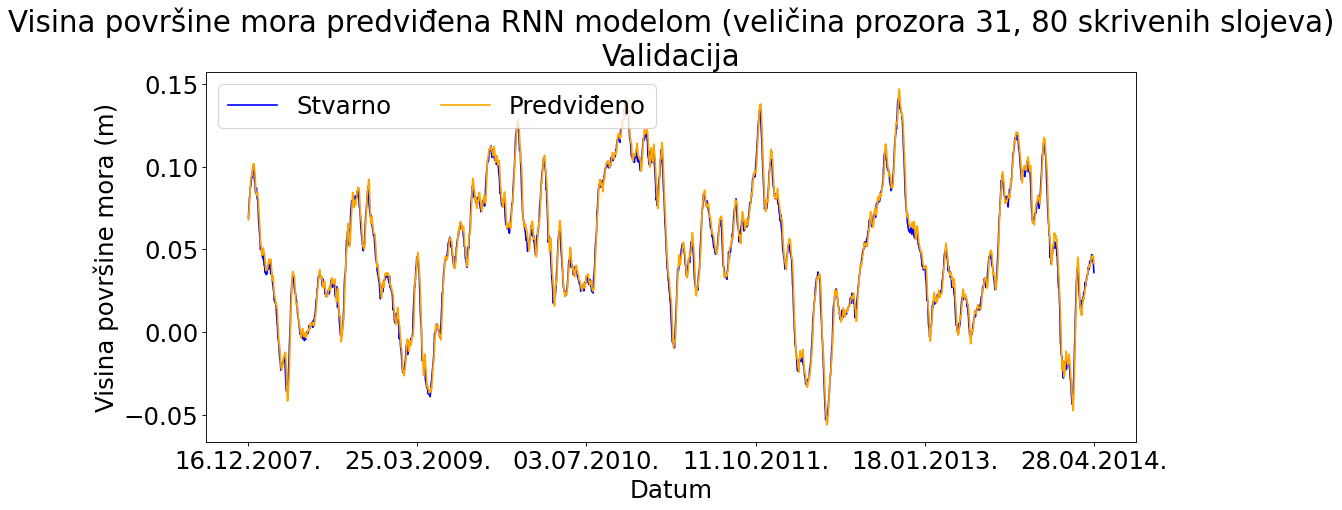 Visina površine mora predviđena RNN modelom (veličina prozora 31, 80 skrivenih slojeva)
Validacija
Stvarno Predviđeno
Visina površine mora (m)
0.15
0.10
0.05
0.00
−0.05
16.12.2007. 25.03.2009. 03.07.2010. 11.10.2011. 18.01.2013. 28.04.2014.
Datum